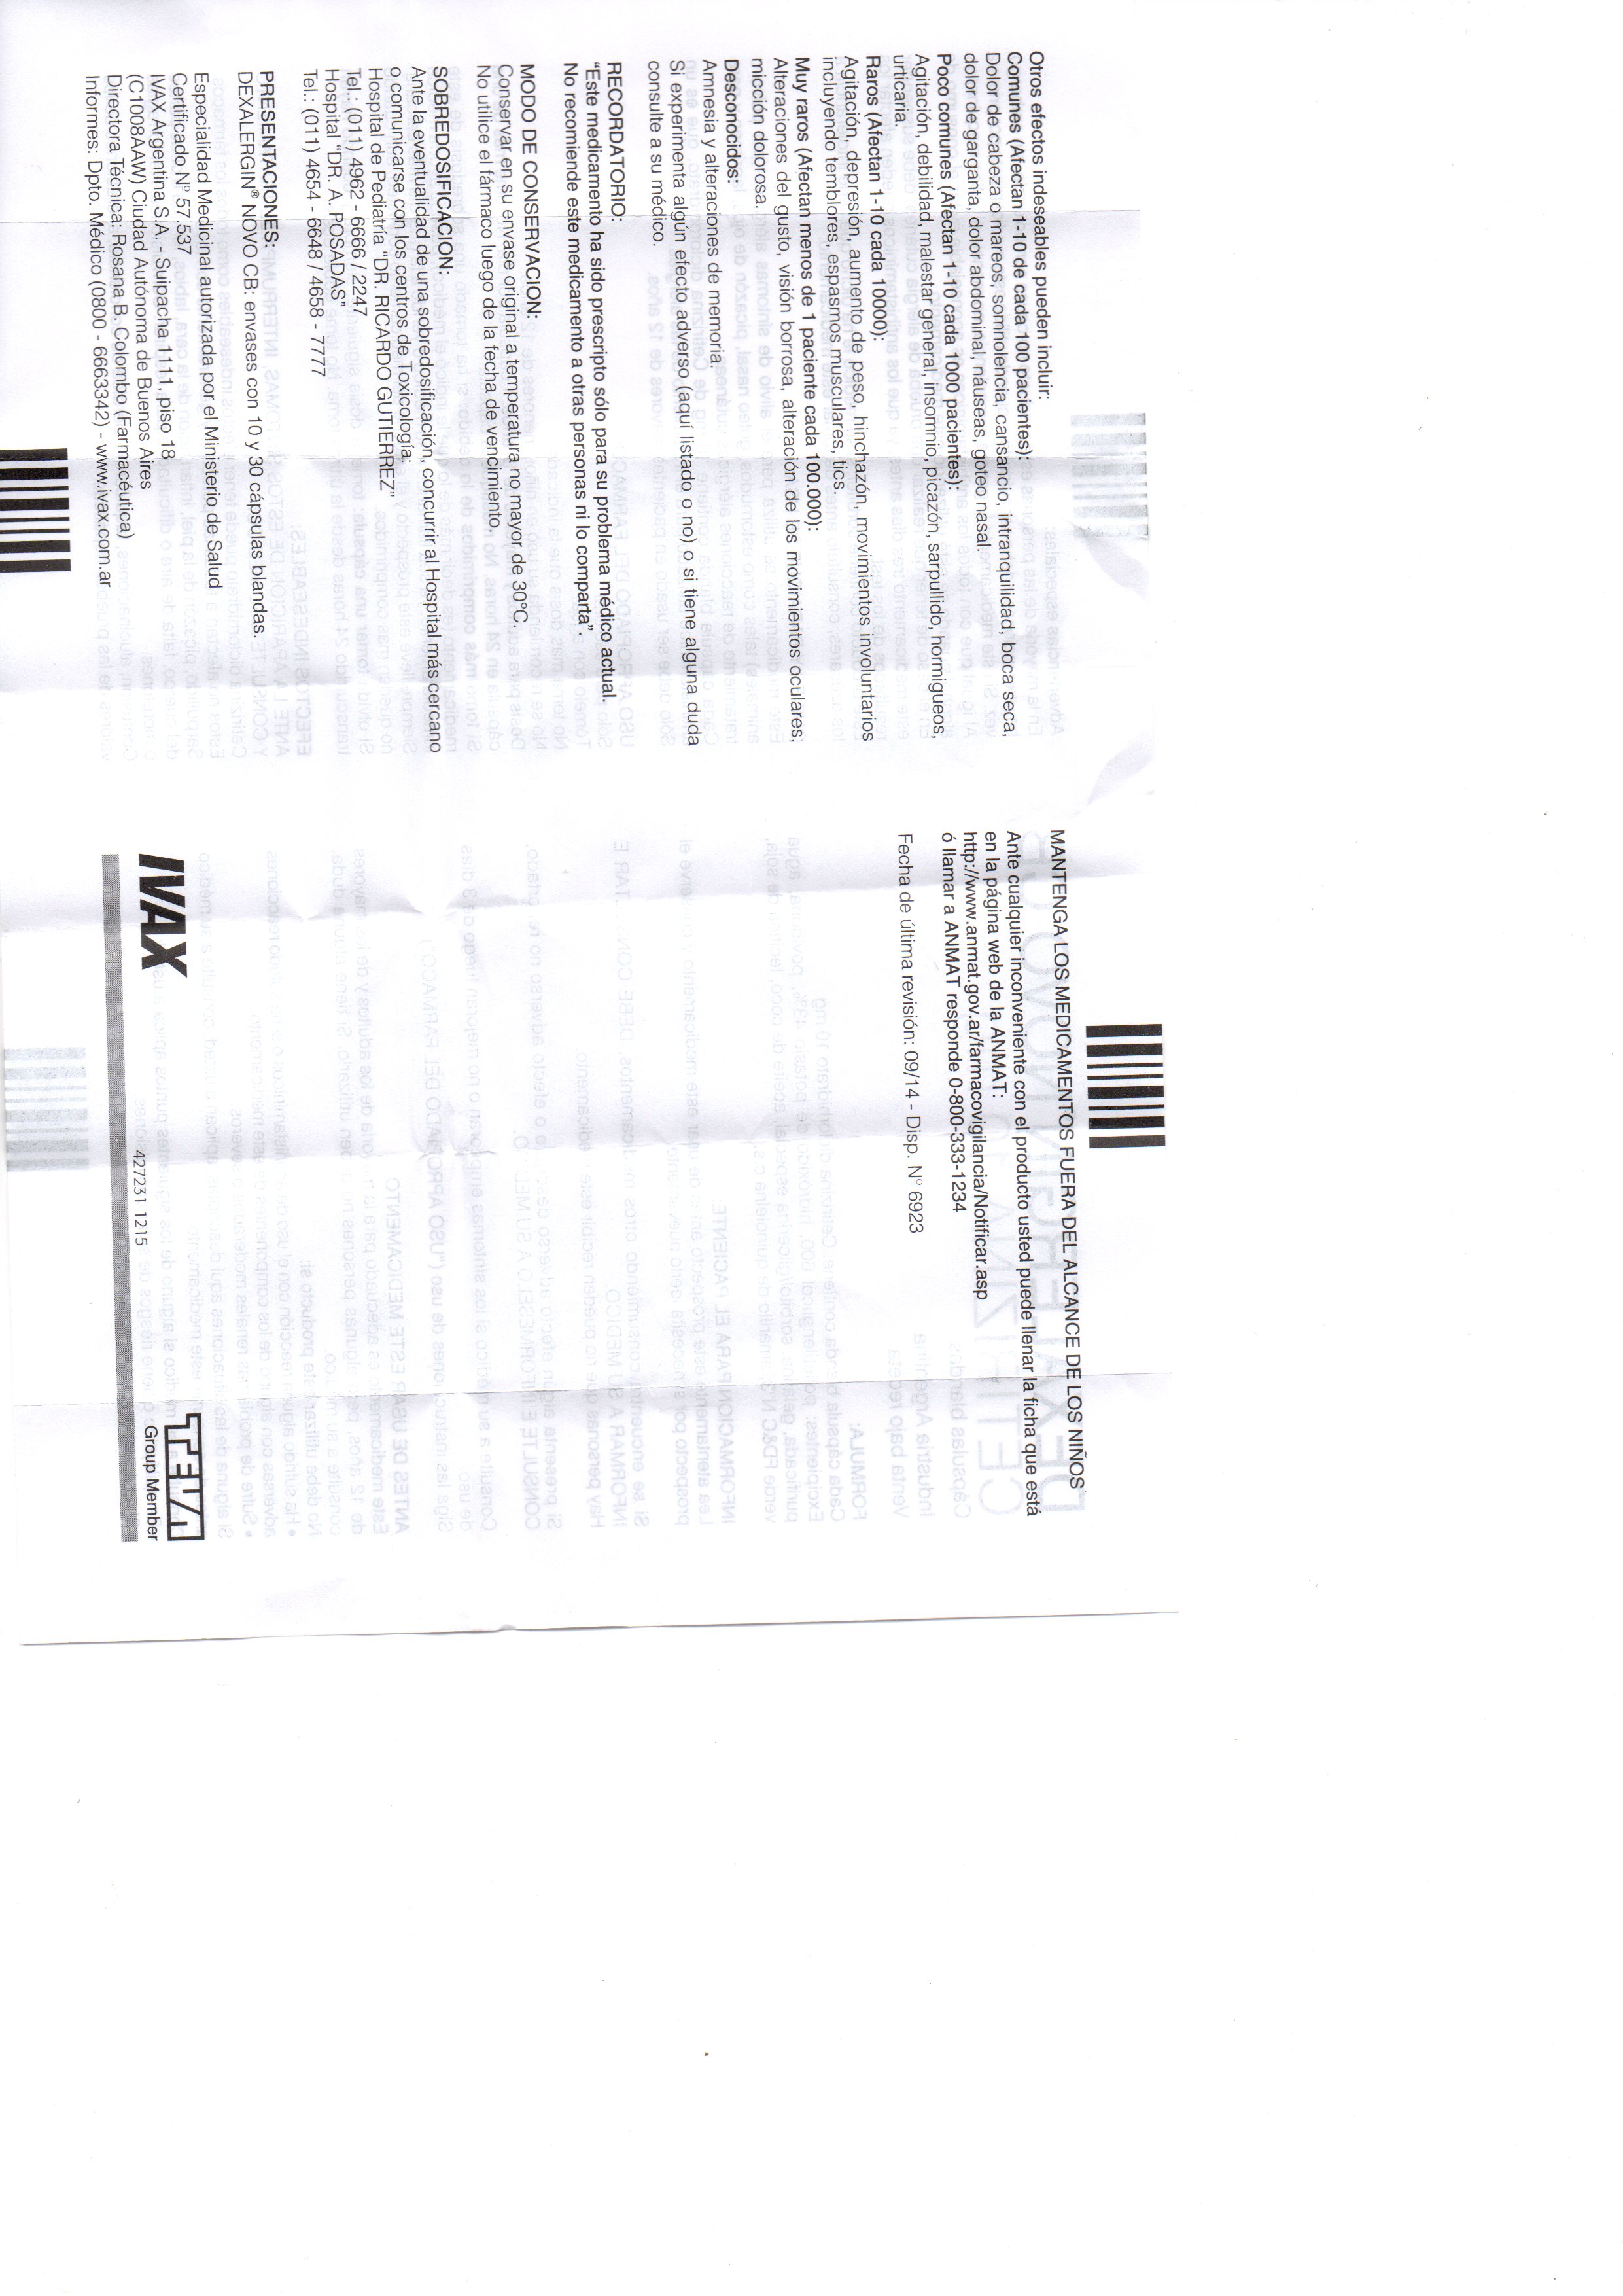 Otros efectos indeseables pueden incluir:
Comunes (Afectan 1-10 de cada 100 pacientes):
Dolor de cabeza o mareos, somnolencia, cansancio, intranquilidad, boca seca,
dolor de garganta, dolor abdominal, náuseas, goteo nasal.
Poco comunes (Afectan 1-10 cada 1000 pacientes):
Agitación, debilidad, malestar general, insomnio, picazón, sarpullido, hormigueos,
urticaria.
Raros (Afectan 1-10 cada 10000):
Agitación, depresión, aumento de peso, hinchazón, movimientos involuntarios
incluyendo temblores, espasmos musculares, tics.
Muy raros (Afectan menos de 1 paciente cada 100.000):
Alteraciones del gusto, visión borrosa, alteración de los movimientos oculares,
micción dolorosa.
Desconocidos:
Amnesia y alteraciones de memoria.
Si experimenta algún efecto adverso (aquí listado o no) o si tiene alguna duda
consulte a su médico.
RECORDATORIO:
"Este medicamento ha sido prescripto sólo para su problema médico actual.
No recomiende este medicamento a otras personas ni lo comparta".
MODO DE CONSERVACION:
Conservar en su envase original a temperatura no mayor de 30°C.
No utilice el fármaco luego de la fecha de vencimiento.
SOBREDOSIFICACION:
Ante la eventualidad de una sobredosificación, concurrir al Hospital más cercano
o comunicarse con los centros de Toxicología:
Hospital de Pediatría "DR. RICARDO GUTIERREZ"
Tel.: (011) 4962 - 6666 / 2247
Hospital "DR. A. POSADAS"
Tel.: (011) 4654 - 6648 / 4658 - 7777
PRESENTACIONES:
DEXALERGIN® NOVO CB: envases con 10 y 30 cápsulas blandas.
Especialidad Medicinal autorizada por el Ministerio de Salud
Certificado N° 57.537
IVAX Argentina S.A. - Suipacha 1111, piso 18
(C1008AAW) Ciudad Autónoma de Buenos Aires
Directora Técnica: Rosana B. Colombo (Farmacéutica)
Informes: Dpto. Médico (0800 - 6663342) - www.ivax.com.ar
MANTENGA LOS MEDICAMENTOS FUERA DEL ALCANCE DE LOS NIÑOS
Ante cualquier inconveniente con el producto usted puede llenar la ficha que está
en la página web de la ANMAT:
http://www.anmat.gov.ar/farmacovigilancia/Notificar.asp
ó llamar a ANMAT responde 0-800-333-1234
Fecha de última revisión: 09/14 - Disp. N° 6923
IVAX
427231 1215
TEVA
Group Member